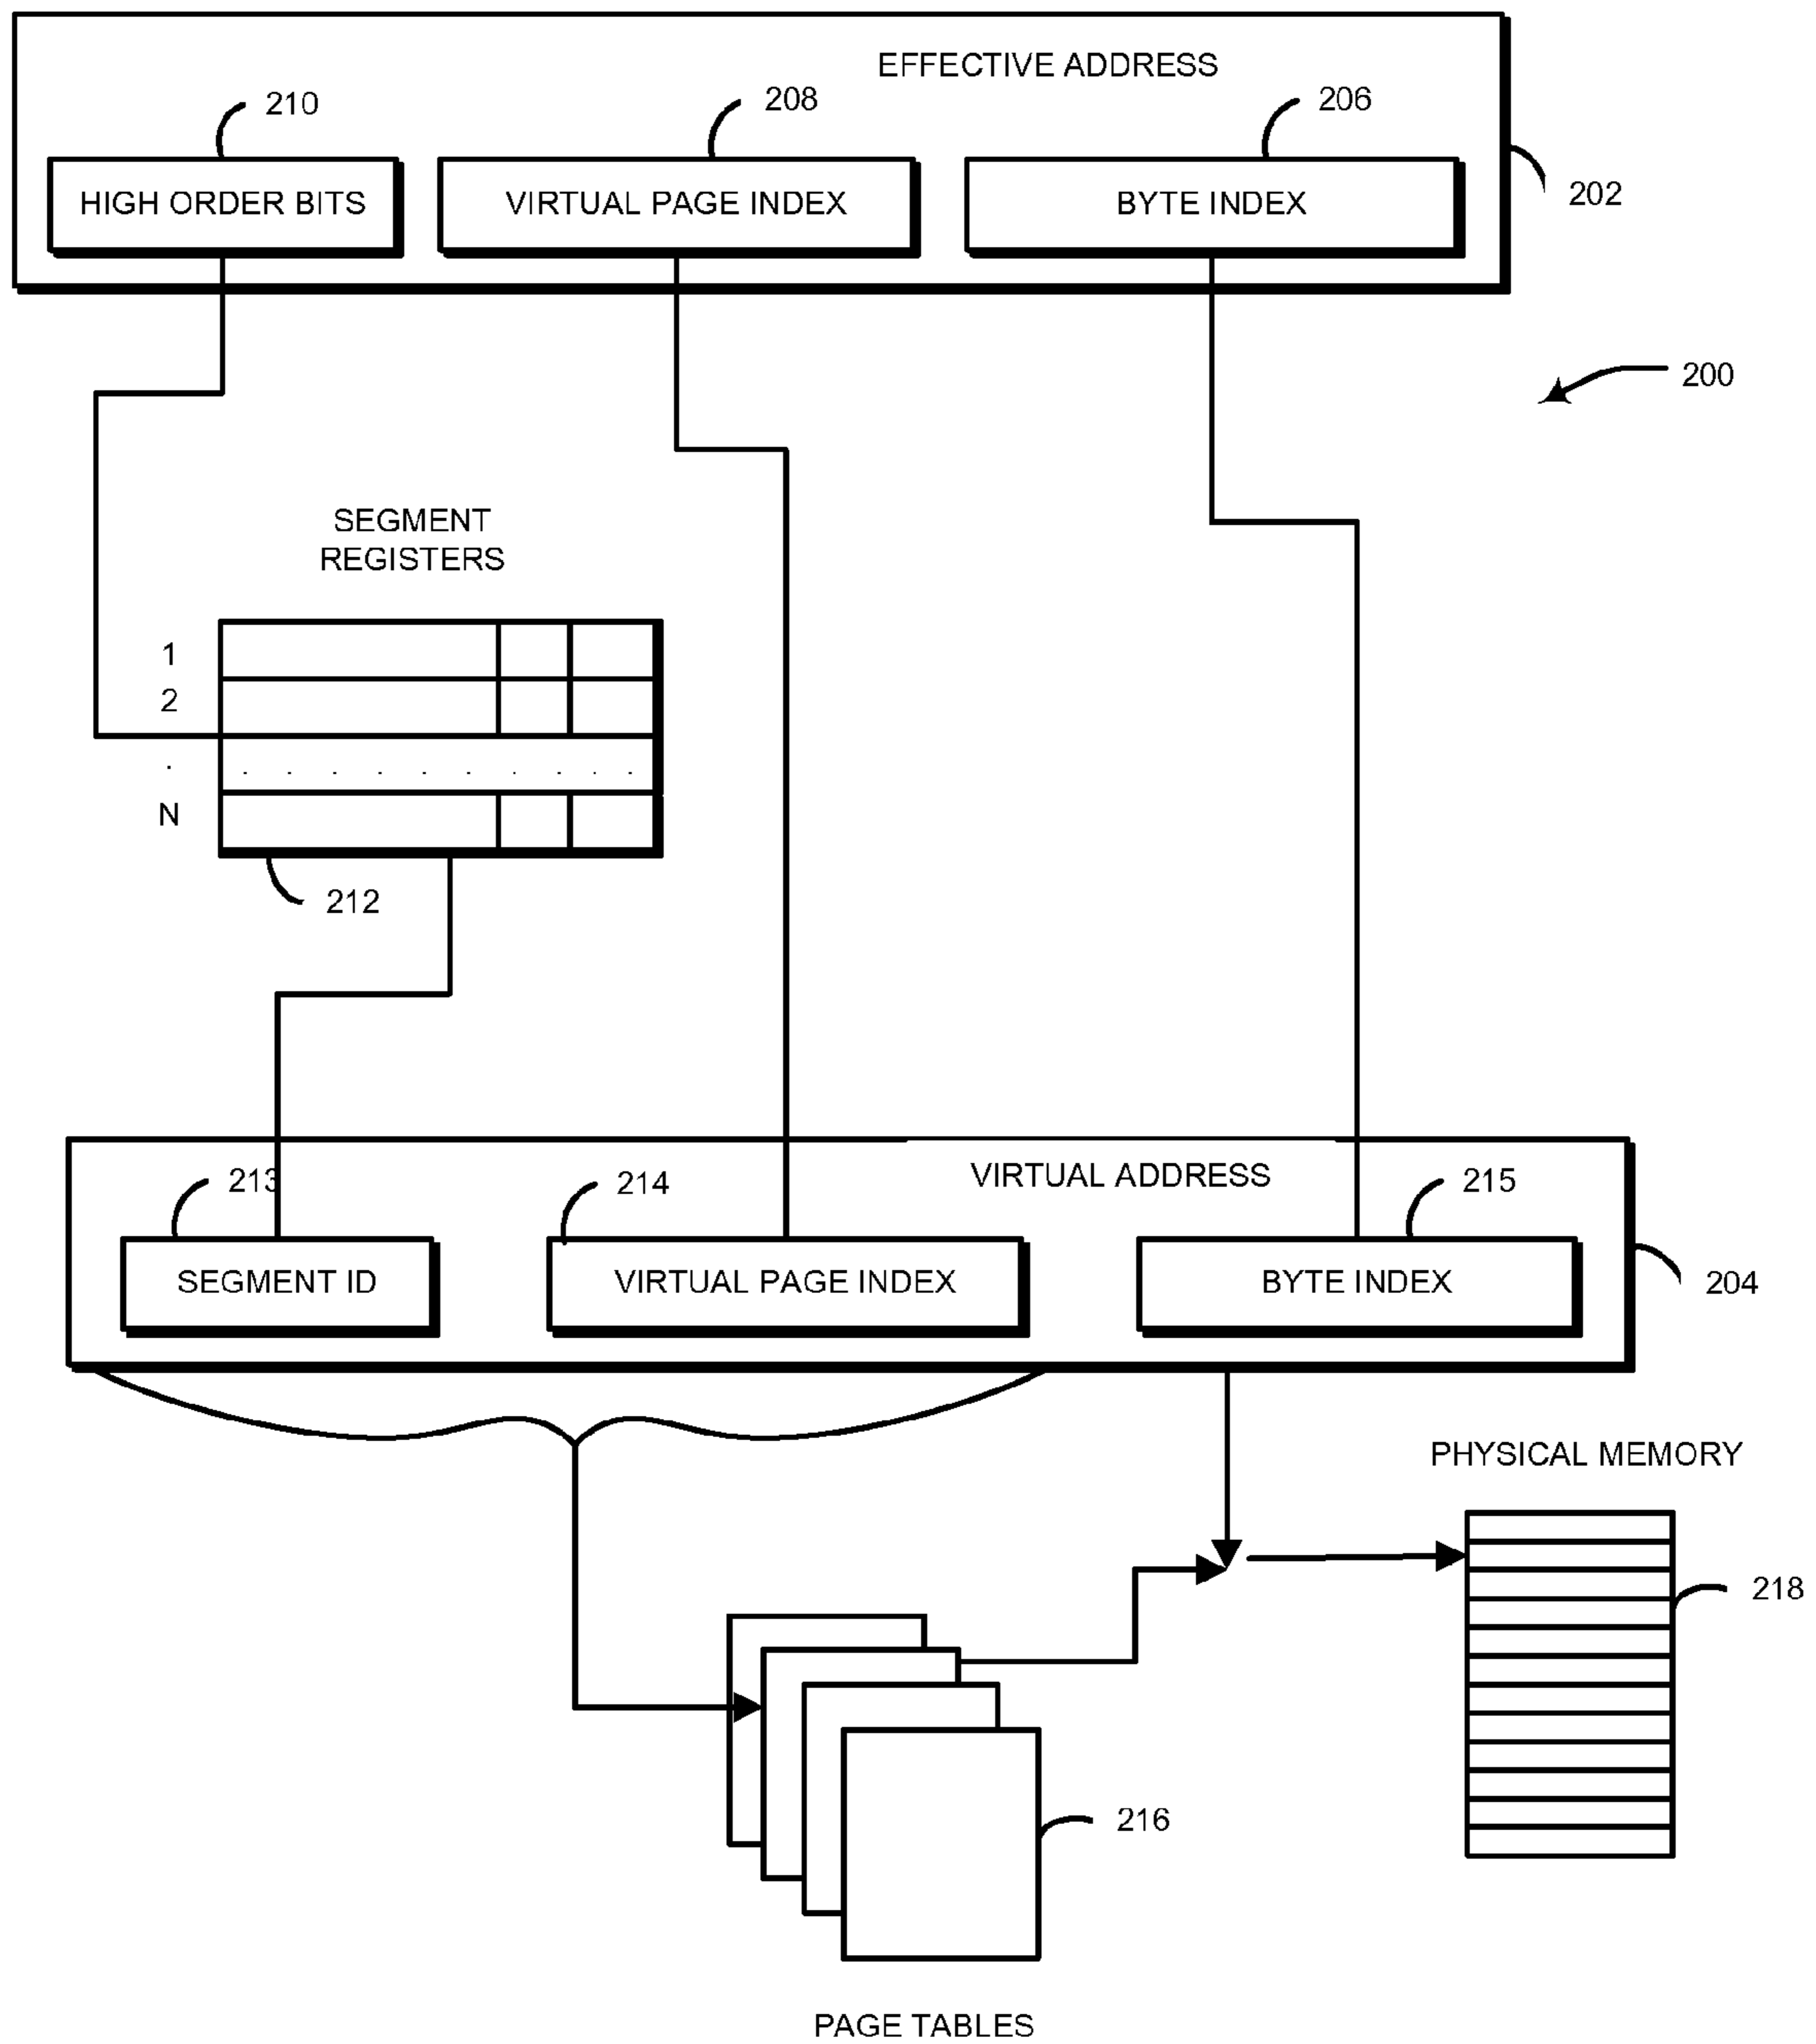 EFFECTIVE ADDRESS
210
208
206
HIGH ORDER BITS
VIRTUAL PAGE INDEX
BYTE INDEX
202
200
SEGMENT
REGISTERS
1
2
.
. . . . . . . . . .
N
212
VIRTUAL ADDRESS
213
214
215
SEGMENT ID
VIRTUAL PAGE INDEX
BYTE INDEX
204
PHYSICAL MEMORY
218
216
PAGE TABLES